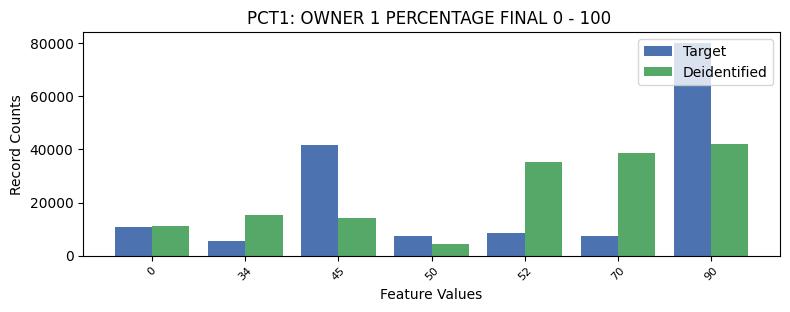 PCT1: OWNER 1 PERCENTAGE FINAL 0 - 100
Target
Deidentified
Record Counts
80000
60000
40000
20000
0
0 34 45 50 52 70 90
Feature Values